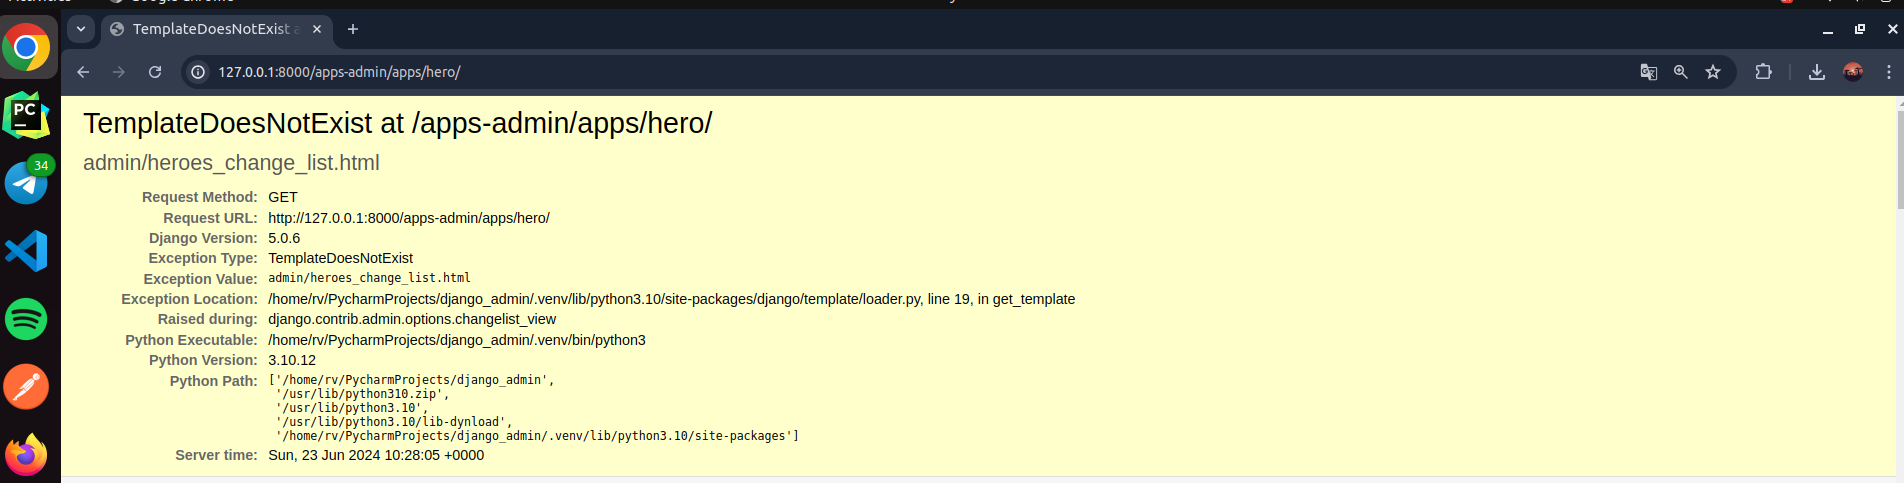 TemplateDoesNotExist a
127.0.0.1:8000/apps-admin/apps/hero/
PC
34
TemplateDoesNotExist at /apps-admin/apps/hero/
admin/heroes_change_list.html
Request Method: GET
Request URL: http://127.0.0.1:8000/apps-admin/apps/hero/
Django Version: 5.0.6
Exception Type: TemplateDoesNotExist
Exception Value: admin/heroes_change_list.html
Exception Location: /home/rv/PycharmProjects/django_admin/.venv/lib/python3.10/site-packages/django/template/loader.py, line 19, in get_template
Raised during: django.contrib.admin.options.changelist_view
Python Executable: /home/rv/PycharmProjects/django_admin/.venv/bin/python3
Python Version: 3.10.12
Python Path: ['/home/rv/PycharmProjects/django_admin',
'/usr/lib/python310.zip',
'/usr/lib/python3.10',
'/usr/lib/python3.10/lib-dynload',
'/home/rv/PycharmProjects/django_admin/.venv/lib/python3.10/site-packages']
Server time: Sun, 23 Jun 2024 10:28:05 +0000